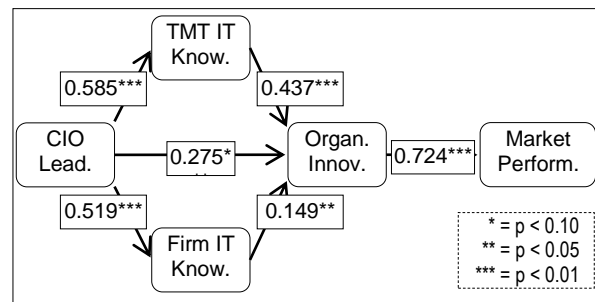 TMT IT
Know.
0.585***
0.437***
CIO
Lead.
0.275*
Organ.
Innov.
0.724***
Market
Perform.
0.519***
0.149**
Firm IT
Know.
* = p < 0.10
** = p < 0.05
*** = p < 0.01